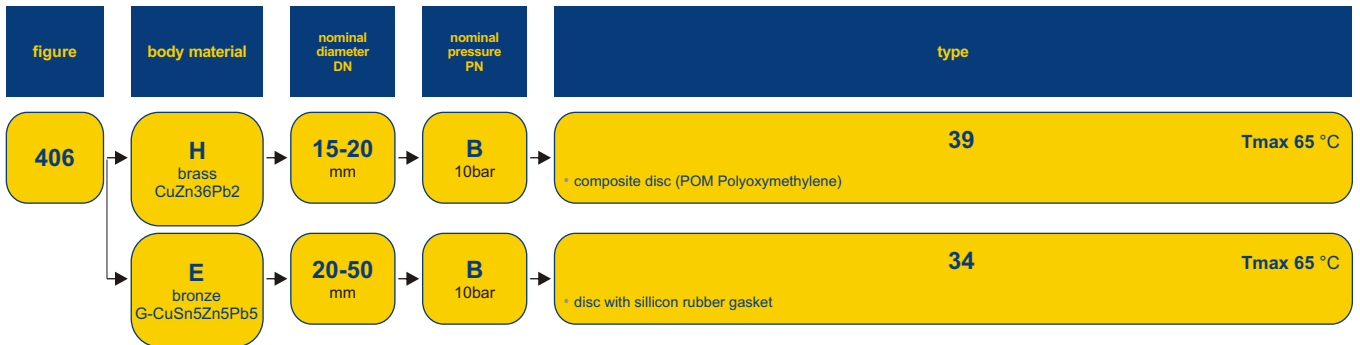 figure
body material
nominal
diameter
DN
nominal
pressure
PN
type
406
H
brass
CuZn36Pb2
15-20
mm
B
10bar
39
Tmax 65 °C
• composite disc (POM Polyoxymethylene)
E
bronze
G-CuSn5Zn5Pb5
20-50
mm
B
10bar
34
Tmax 65 °C
• disc with sillicon rubber gasket